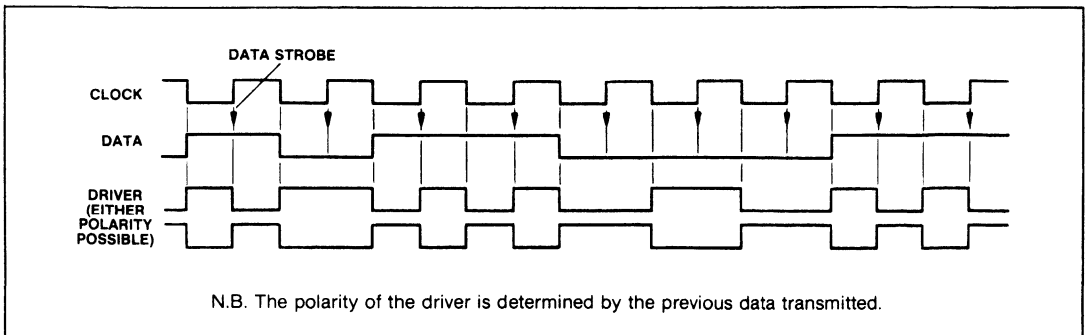 DATA STROBE
CLOCK
DATA
DRIVER
(EITHER
POLARITY
POSSIBLE)
N.B. The polarity of the driver is determined by the previous data transmitted.